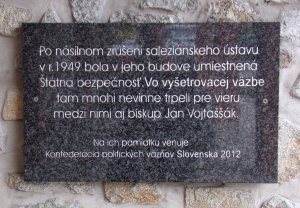 Po násilnom zrušení saleziánskeho ústavu
v r.1949 bola v jeho budove umiestnená
Štátna bezpečnosť. Vo vyšetrovacej väzbe
tam mnohí nevinne trpeli pre vieru
medzi nimi aj biskup Ján Vojtaššák.
Na ich pamiatku venuje
Konfederácia politických väzňov Slovenska 2012